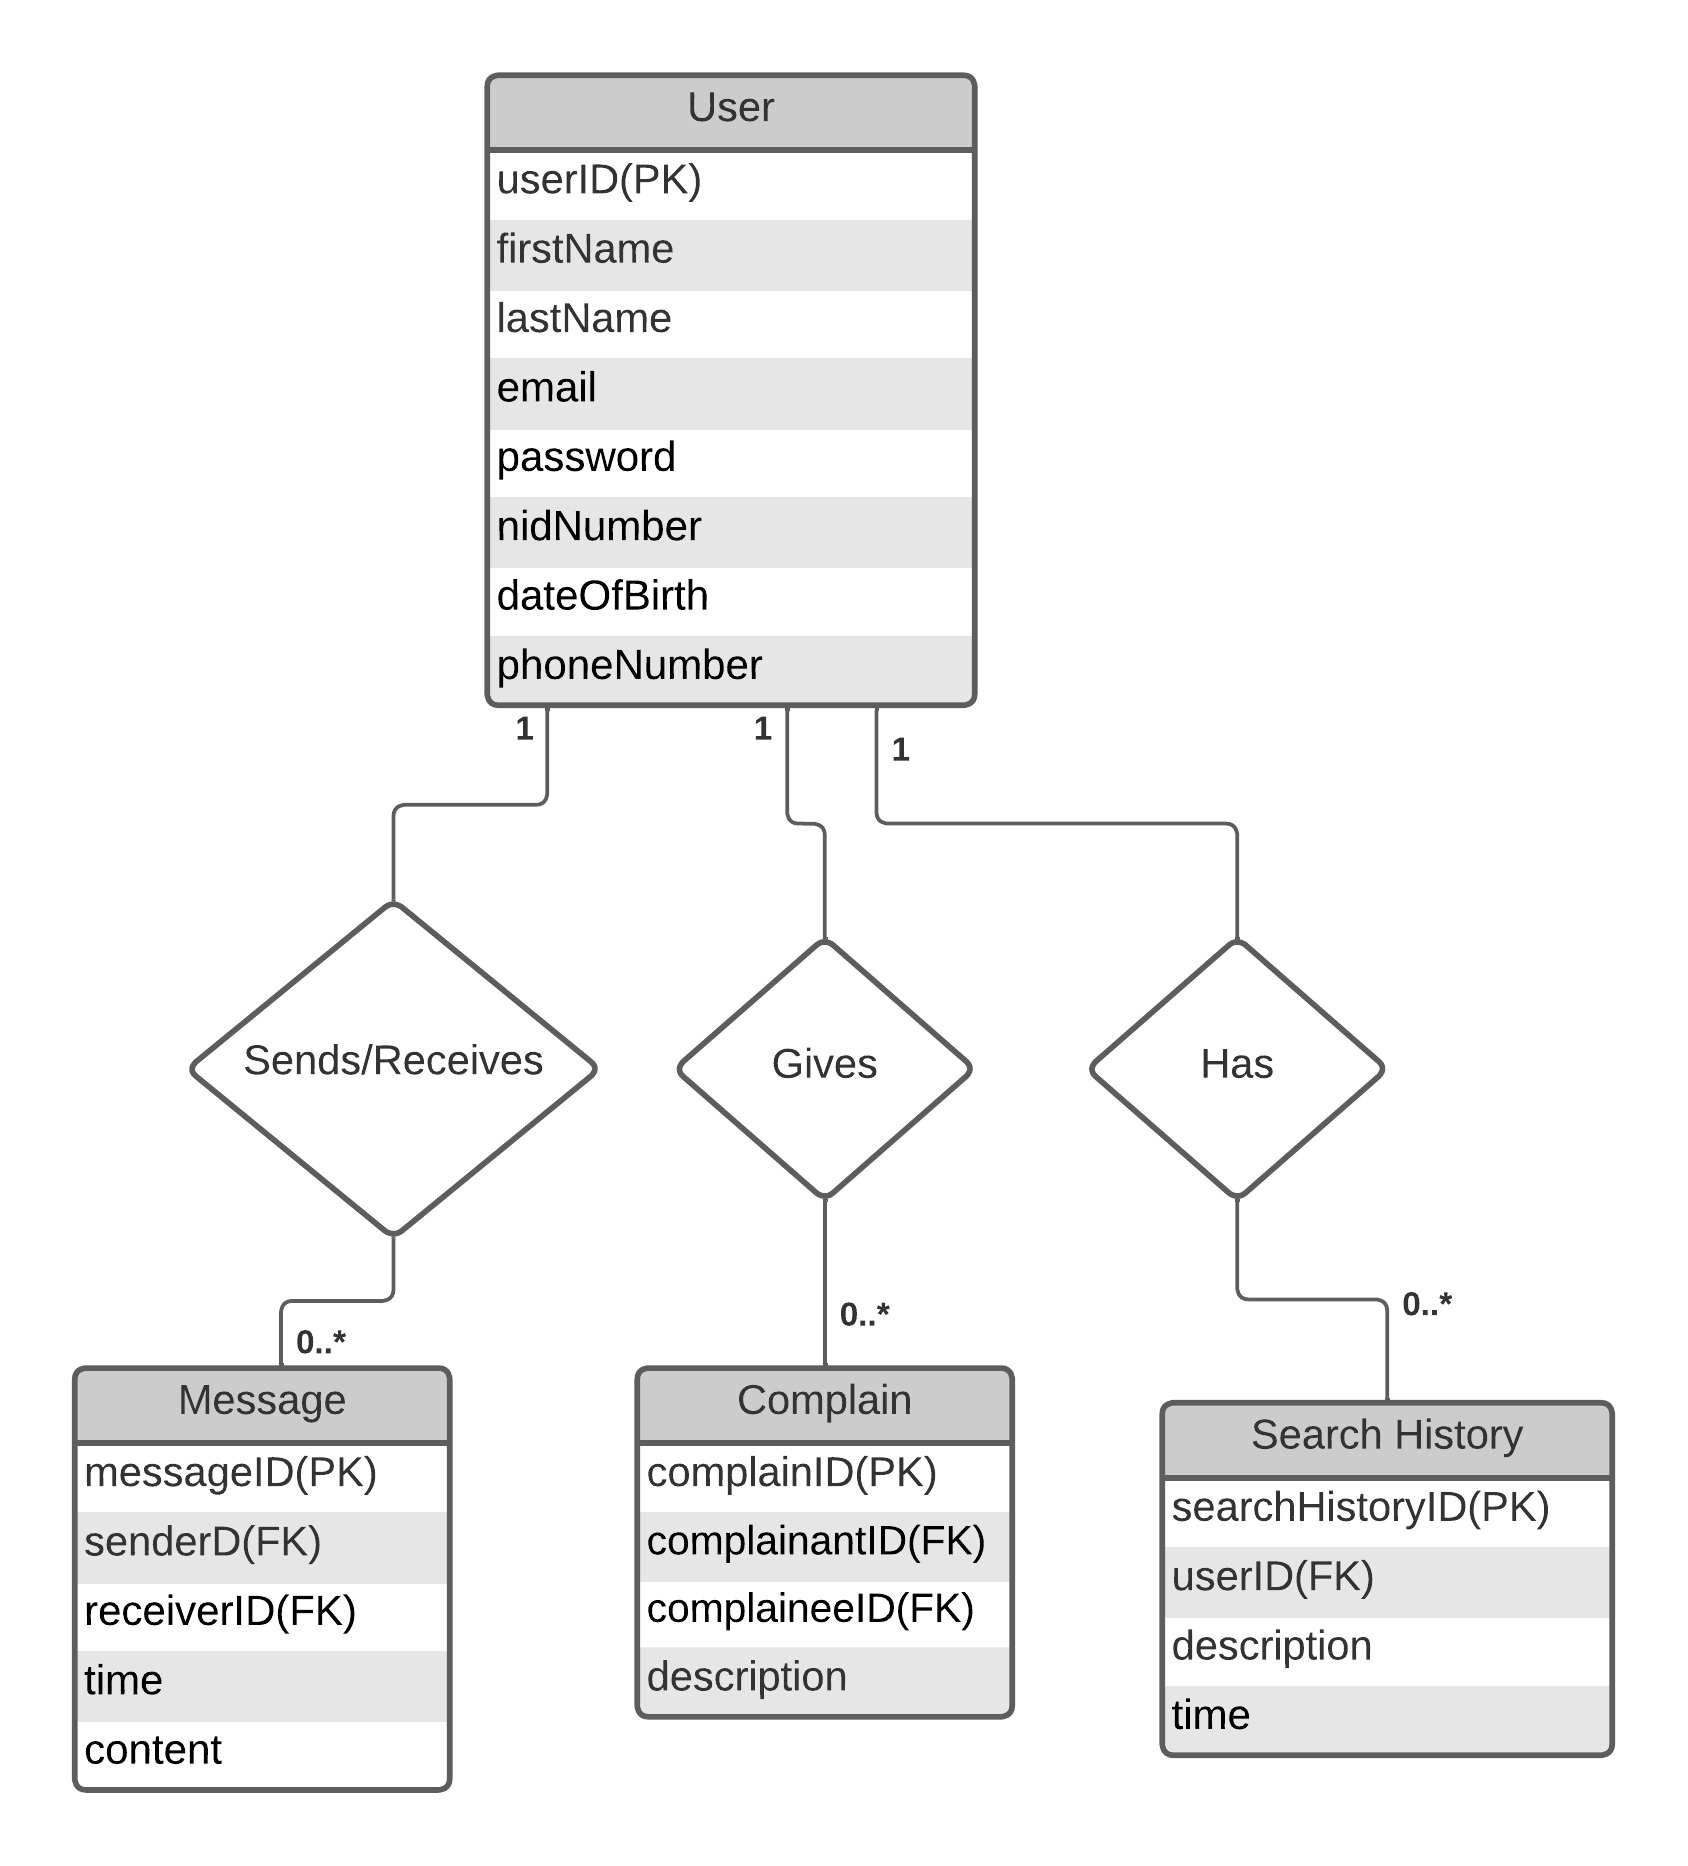 User
userID(PK)
firstName
lastName
email
password
nidNumber
dateOfBirth
phoneNumber
1
1
1
Sends/Receives
Gives
Has
0..*
0..*
0..*
Message
messageID(PK)
senderD(FK)
receiverID(FK)
time
content
Complain
complainID(PK)
complainantID(FK)
complaineeID(FK)
description
Search History
searchHistoryID(PK)
userID(FK)
description
time